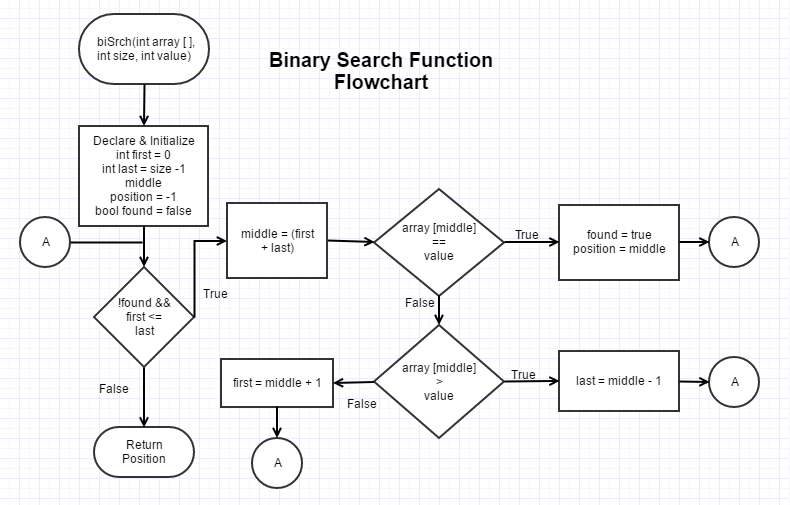 biSrch(int array [ ],
int size, int value)
Binary Search Function
Flowchart
Declare & Initialize
int first = 0
int last = size -1
middle
position = -1
bool found = false
A
middle = (first
+ last)
array [middle]
==
value
True
found = true
position = middle
A
!found &&
first <=
last
True
False
False
first = middle + 1
False
array [middle]
>
value
True
last = middle - 1
A
Return
Position
A